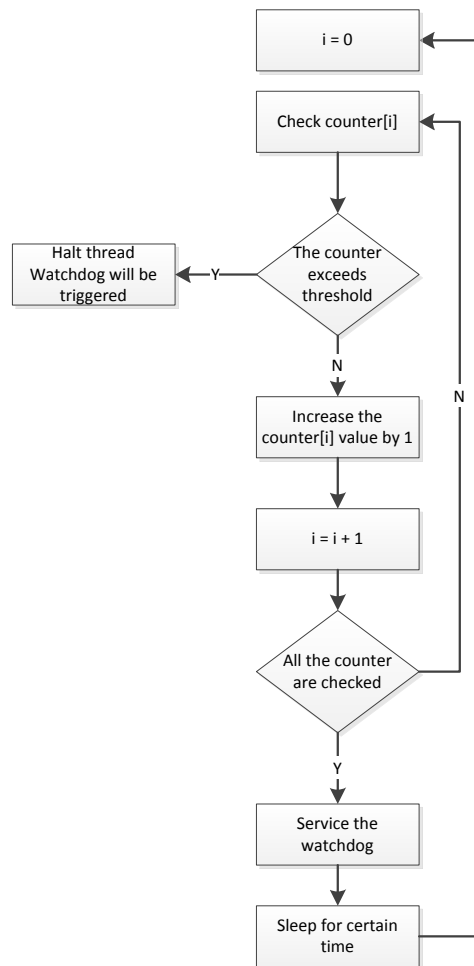 i = 0
Check counter[i]
The counter
exceeds
threshold
Y
Halt thread
Watchdog will be
triggered
N
Increase the
counter[i] value by 1
i = i + 1
All the counter
are checked
N
Y
Service the
watchdog
Sleep for certain
time